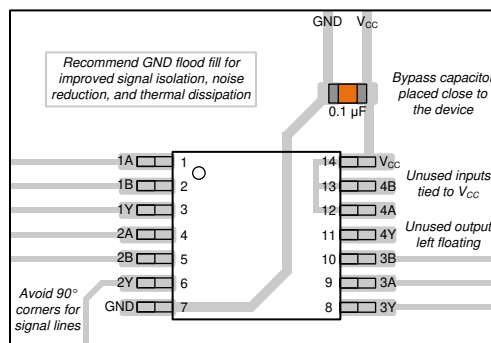 GND VCC
Recommend GND flood fill for
improved signal isolation, noise
reduction, and thermal dissipation
Bypass capacitor
placed close to
the device
0.1 µF
1A 1 14 VCC
1B 2 13 4B
1Y 3 12 4A
2A 4 11 4Y
2B 5 10 3B
2Y 6 9 3A
GND 7 8 3Y
Unused inputs
tied to VCC
Unused output
left floating
Avoid 90°
corners for
signal lines